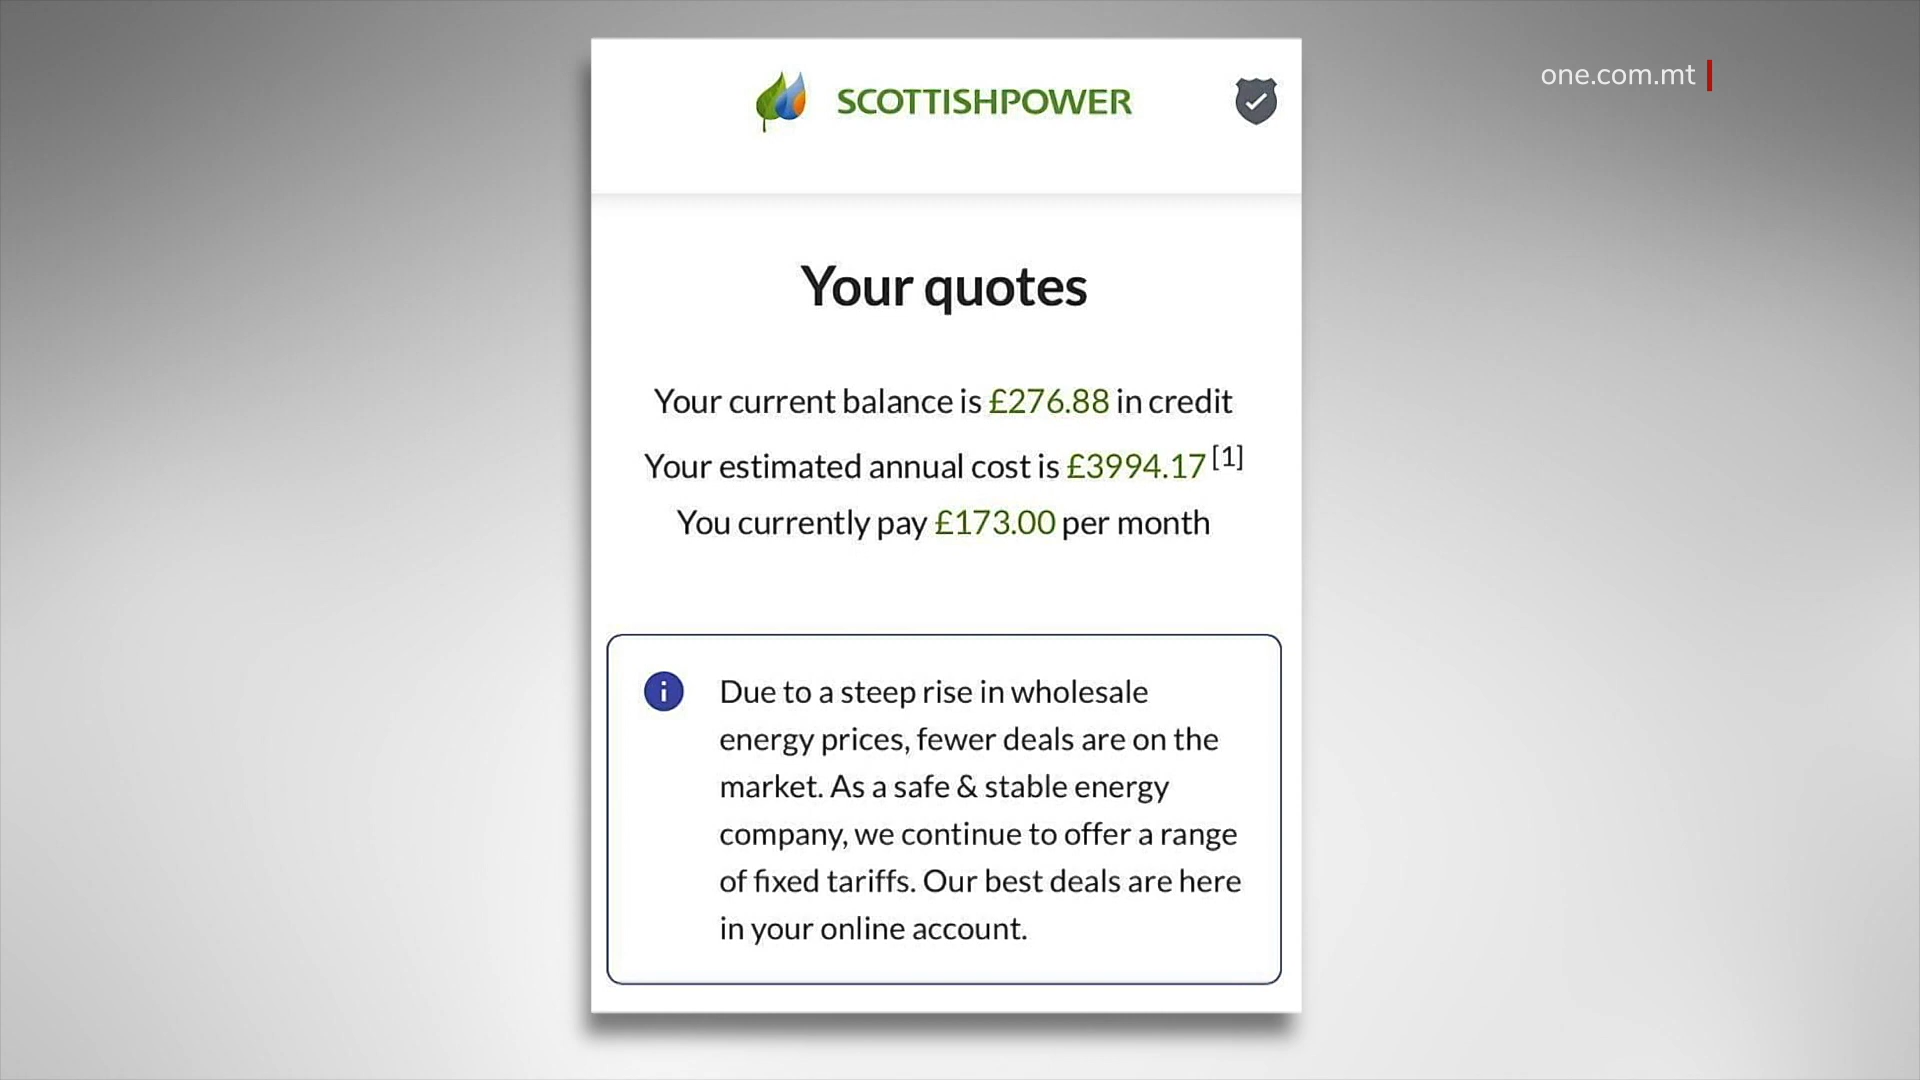 one.com.mt
SCOTTISHPOWER
Your quotes
Your current balance is £276.88 in credit
Your estimated annual cost is £3994.17 [1]
You currently pay £173.00 per month
Due to a steep rise in wholesale
energy prices, fewer deals are on the
market. As a safe & stable energy
company, we continue to offer a range
of fixed tariffs. Our best deals are here
in your online account.